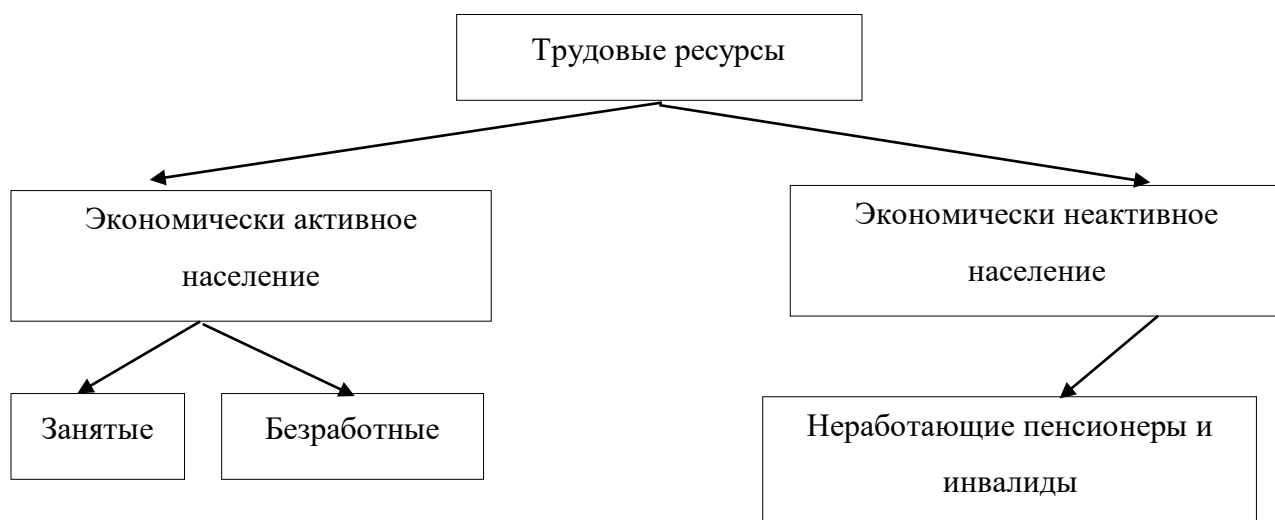 Трудовые ресурсы
Экономически активное
население
Экономически неактивное
население
Занятые
Безработные
Неработающие пенсионеры и
инвалиды